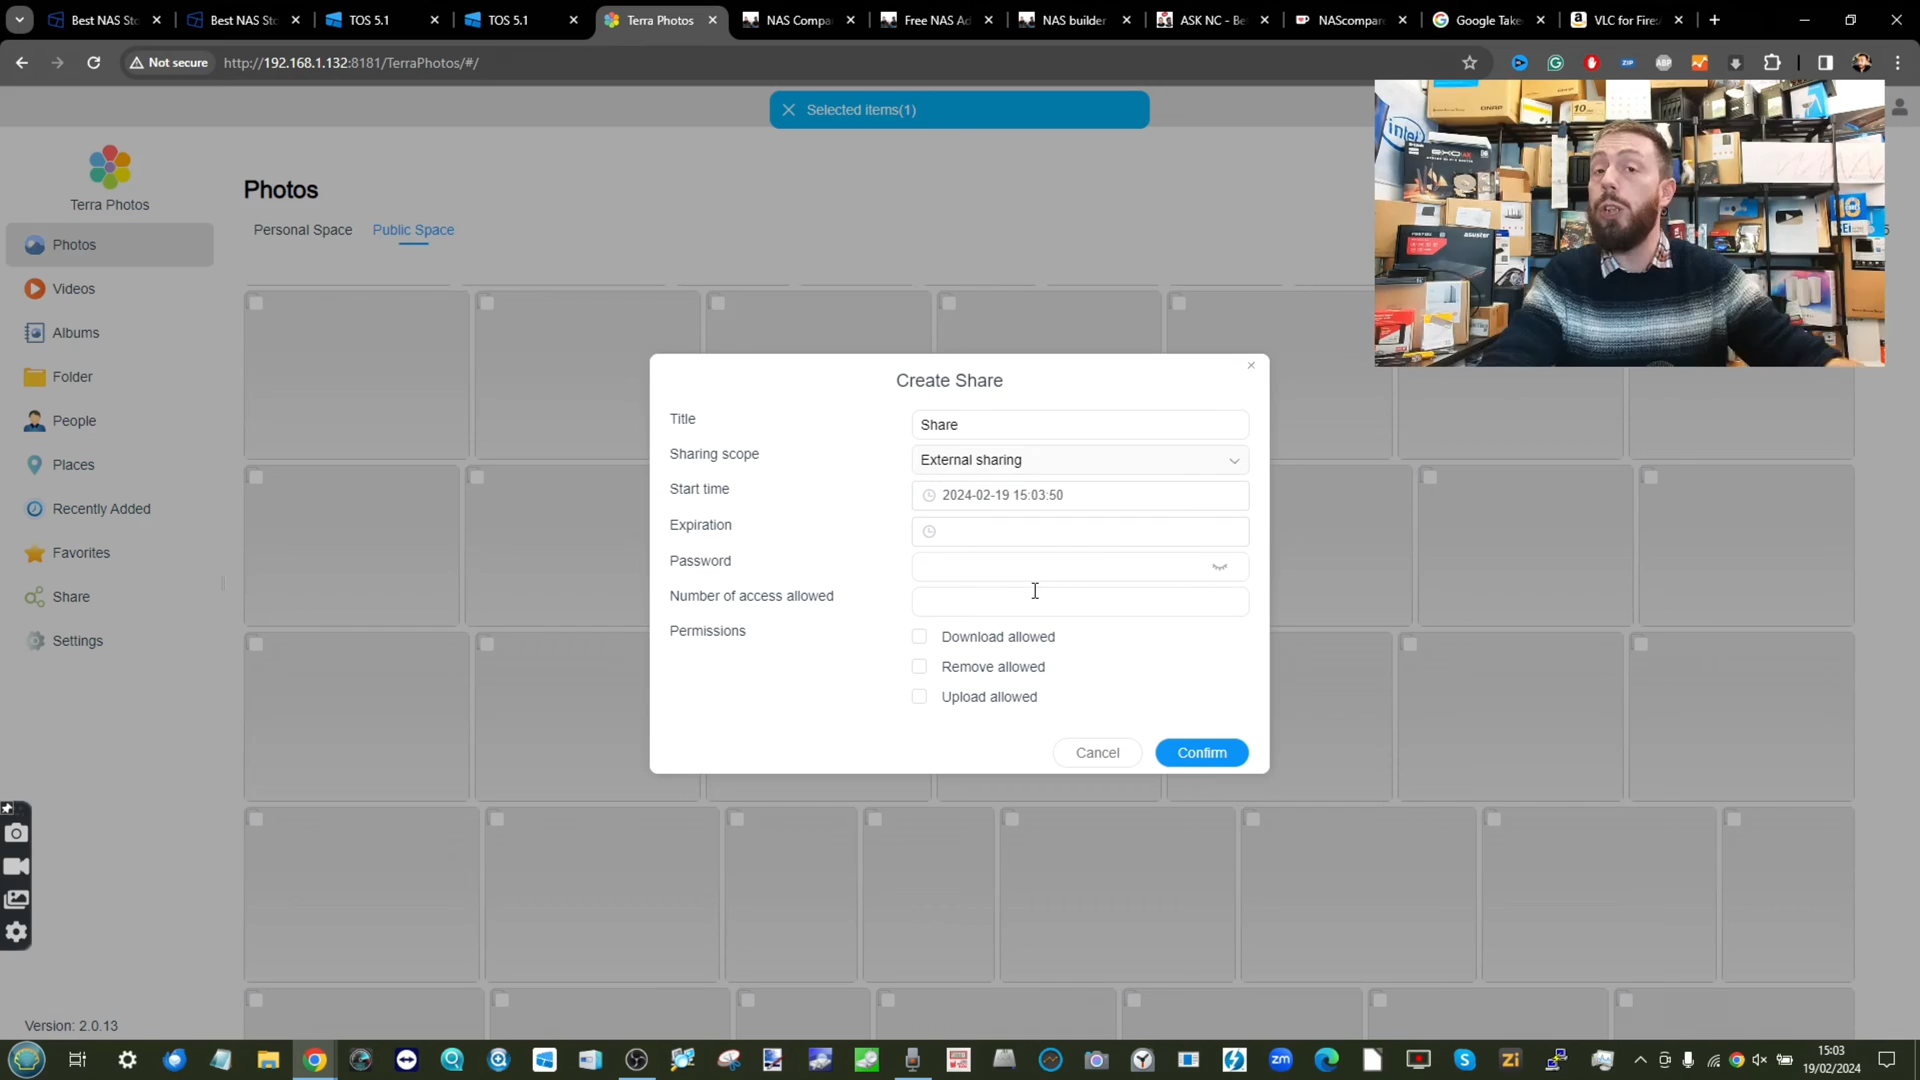 Best NAS Sto
Best NAS Sto
TOS 5.1
TOS 5.1
Terra Photos
NAS Compa
Free NAS Ad
NAS builder
ASK NC - Be
NAScompare
Google Take
VLC for Fire
Not secure
http://192.168.1.132:8181/TerraPhotos/#/
Selected items(1)
Terra Photos
Photos
Videos
Albums
Folder
People
Places
Recently Added
Favorites
Share
Settings
Version: 2.0.13
Photos
Personal Space
Public Space
Create Share
Title
Share
Sharing scope
External sharing
Start time
2024-02-19 15:03:50
Expiration
Password
Number of access allowed
Permissions
Download allowed
Remove allowed
Upload allowed
Cancel
Confirm
intel
asustor
15:03
19/02/2024